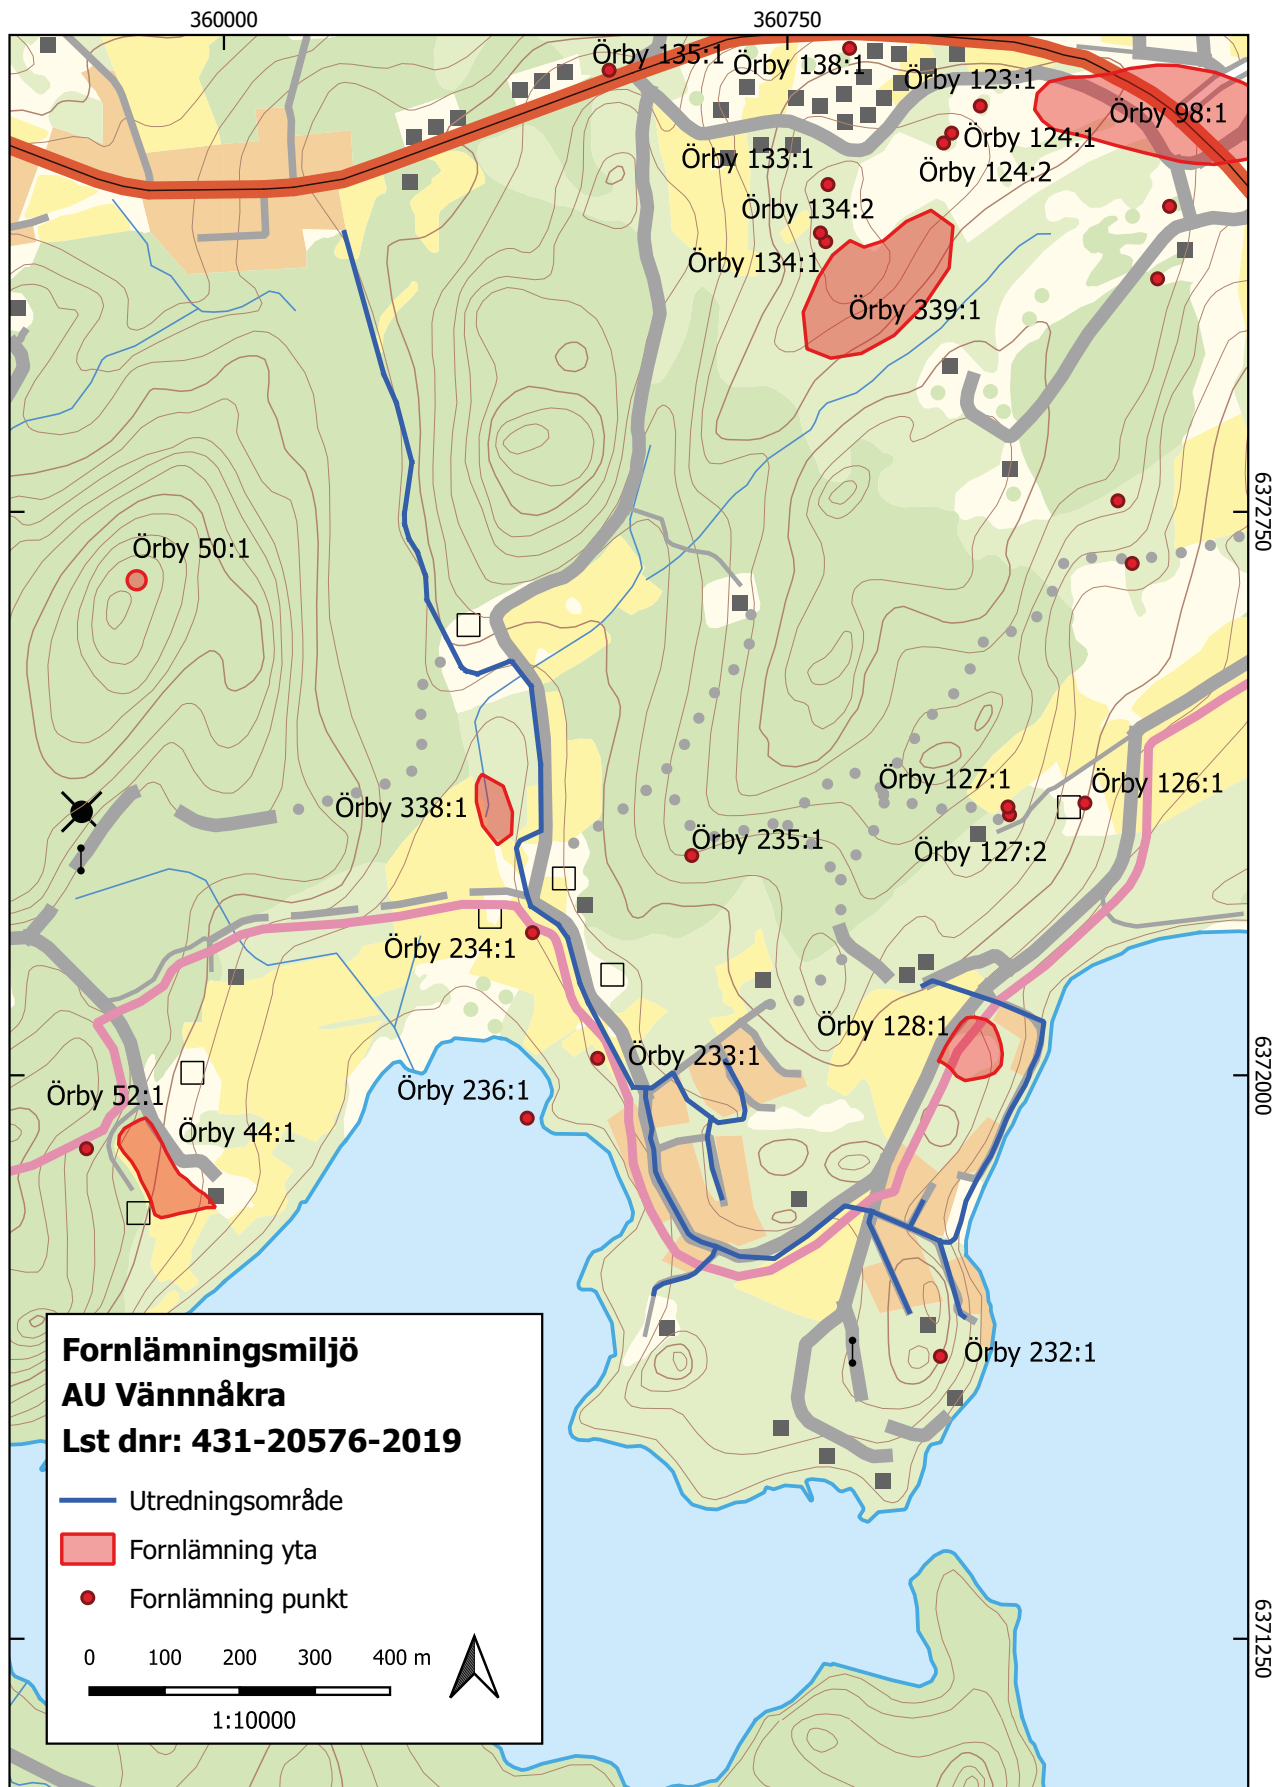 360000
360750
Örby 135:1
Örby 138:1
Örby 123:1
Örby 98:1
Örby 124:1
Örby 133:1
Örby 124:2
Örby 134:2
Örby 134:1
Örby 339:1
6372750
Örby 50:1
Örby 127:1
Örby 126:1
Örby 338:1
Örby 235:1
Örby 127:2
Örby 234:1
Örby 128:1
Örby 233:1
6372000
Örby 236:1
Örby 52:1
Örby 44:1
Örby 232:1
Fornlämningsmiljö
AU Vännnåkra
Lst dnr: 431-20576-2019
Utredningsområde
Fornlämning yta
Fornlämning punkt
0 100 200 300 400 m
1:10000
6371250